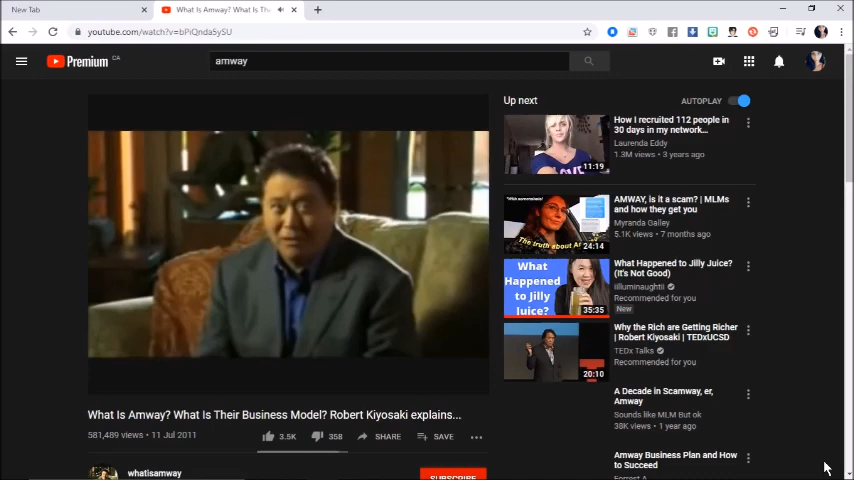 New Tab
What Is Amway? What Is The
youtube.com/watch?v=bPiQnda5ySU
Premium
CA
amway
Up next
AUTOPLAY
How I recruited 112 people in
30 days in my network...
Laurenda Eddy
1.3M views • 3 years ago
LOVE
11:19
*With screenshots!*
The truth about A
24:14
AMWAY, is it a scam? | MLMs
and how they get you
Myranda Galley
5.1K views • 7 months ago
What
Happened
to Jilly
Juice?
35:35
What Happened to Jilly Juice?
(It's Not Good)
iilluminaughtii
Recommended for you
New
20:10
Why the Rich are Getting Richer
| Robert Kiyosaki | TEDxUCSD
TEDx Talks
Recommended for you
A Decade in Scamway, er,
Amway
Sounds like MLM But ok
38K views • 1 year ago
Amway Business Plan and How
to Succeed
Forrest A
What Is Amway? What Is Their Business Model? Robert Kiyosaki explains...
581,489 views • 11 Jul 2011
3.5K
358
SHARE
SAVE
whatisamway
SUBSCRIBE